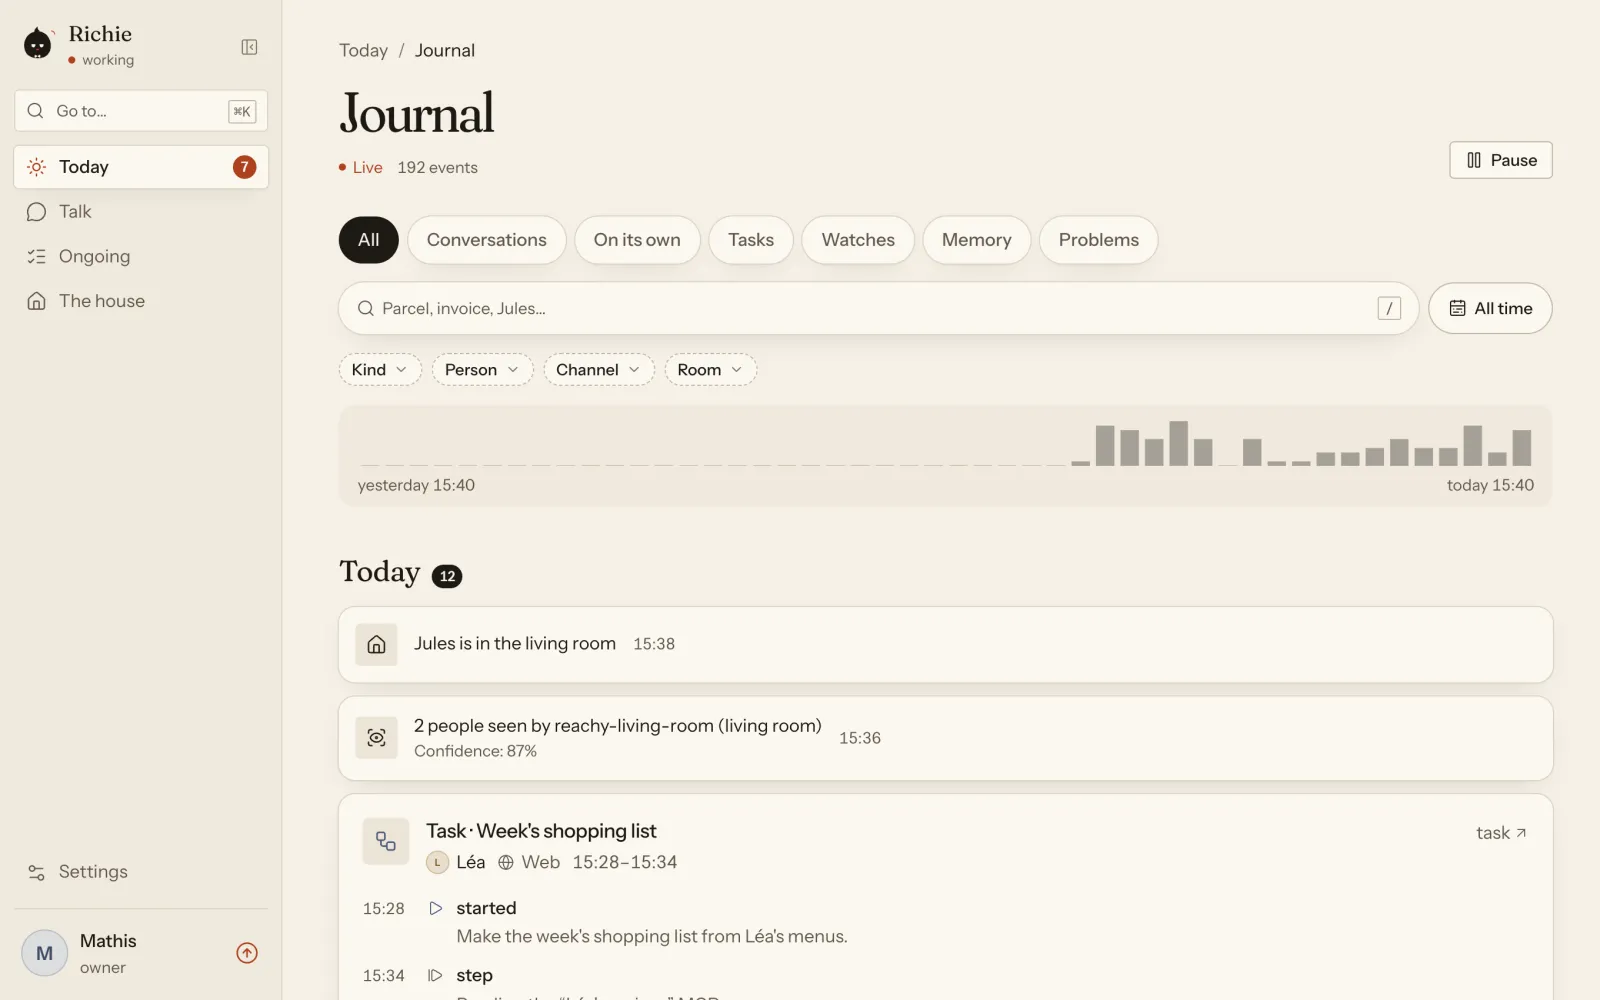 Richie
working
Go to...
⌘K
Today
7
Talk
Ongoing
The house
Settings
M
Mathis
owner
Today / Journal
Journal
Live 192 events
Pause
All
Conversations
On its own
Tasks
Watches
Memory
Problems
Parcel, invoice, Jules...
/
All time
Kind
Person
Channel
Room
yesterday 15:40
today 15:40
Today 12
Jules is in the living room 15:38
2 people seen by reachy-living-room (living room)
Confidence: 87%
15:36
Task · Week's shopping list
task
L Léa Web 15:28–15:34
15:28 started
Make the week's shopping list from Léa's menus.
15:34 step